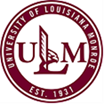 UNIVERSITY OF LOUISIANA MONROE
ULM
EST. 1931